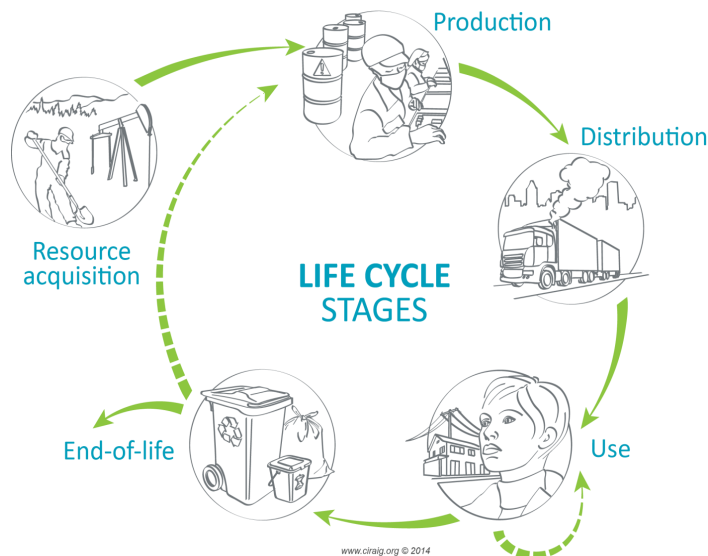 Production
Distribution
Resource
acquisition
LIFE CYCLE
STAGES
End-of-life
Use
www.ciraig.org © 2014